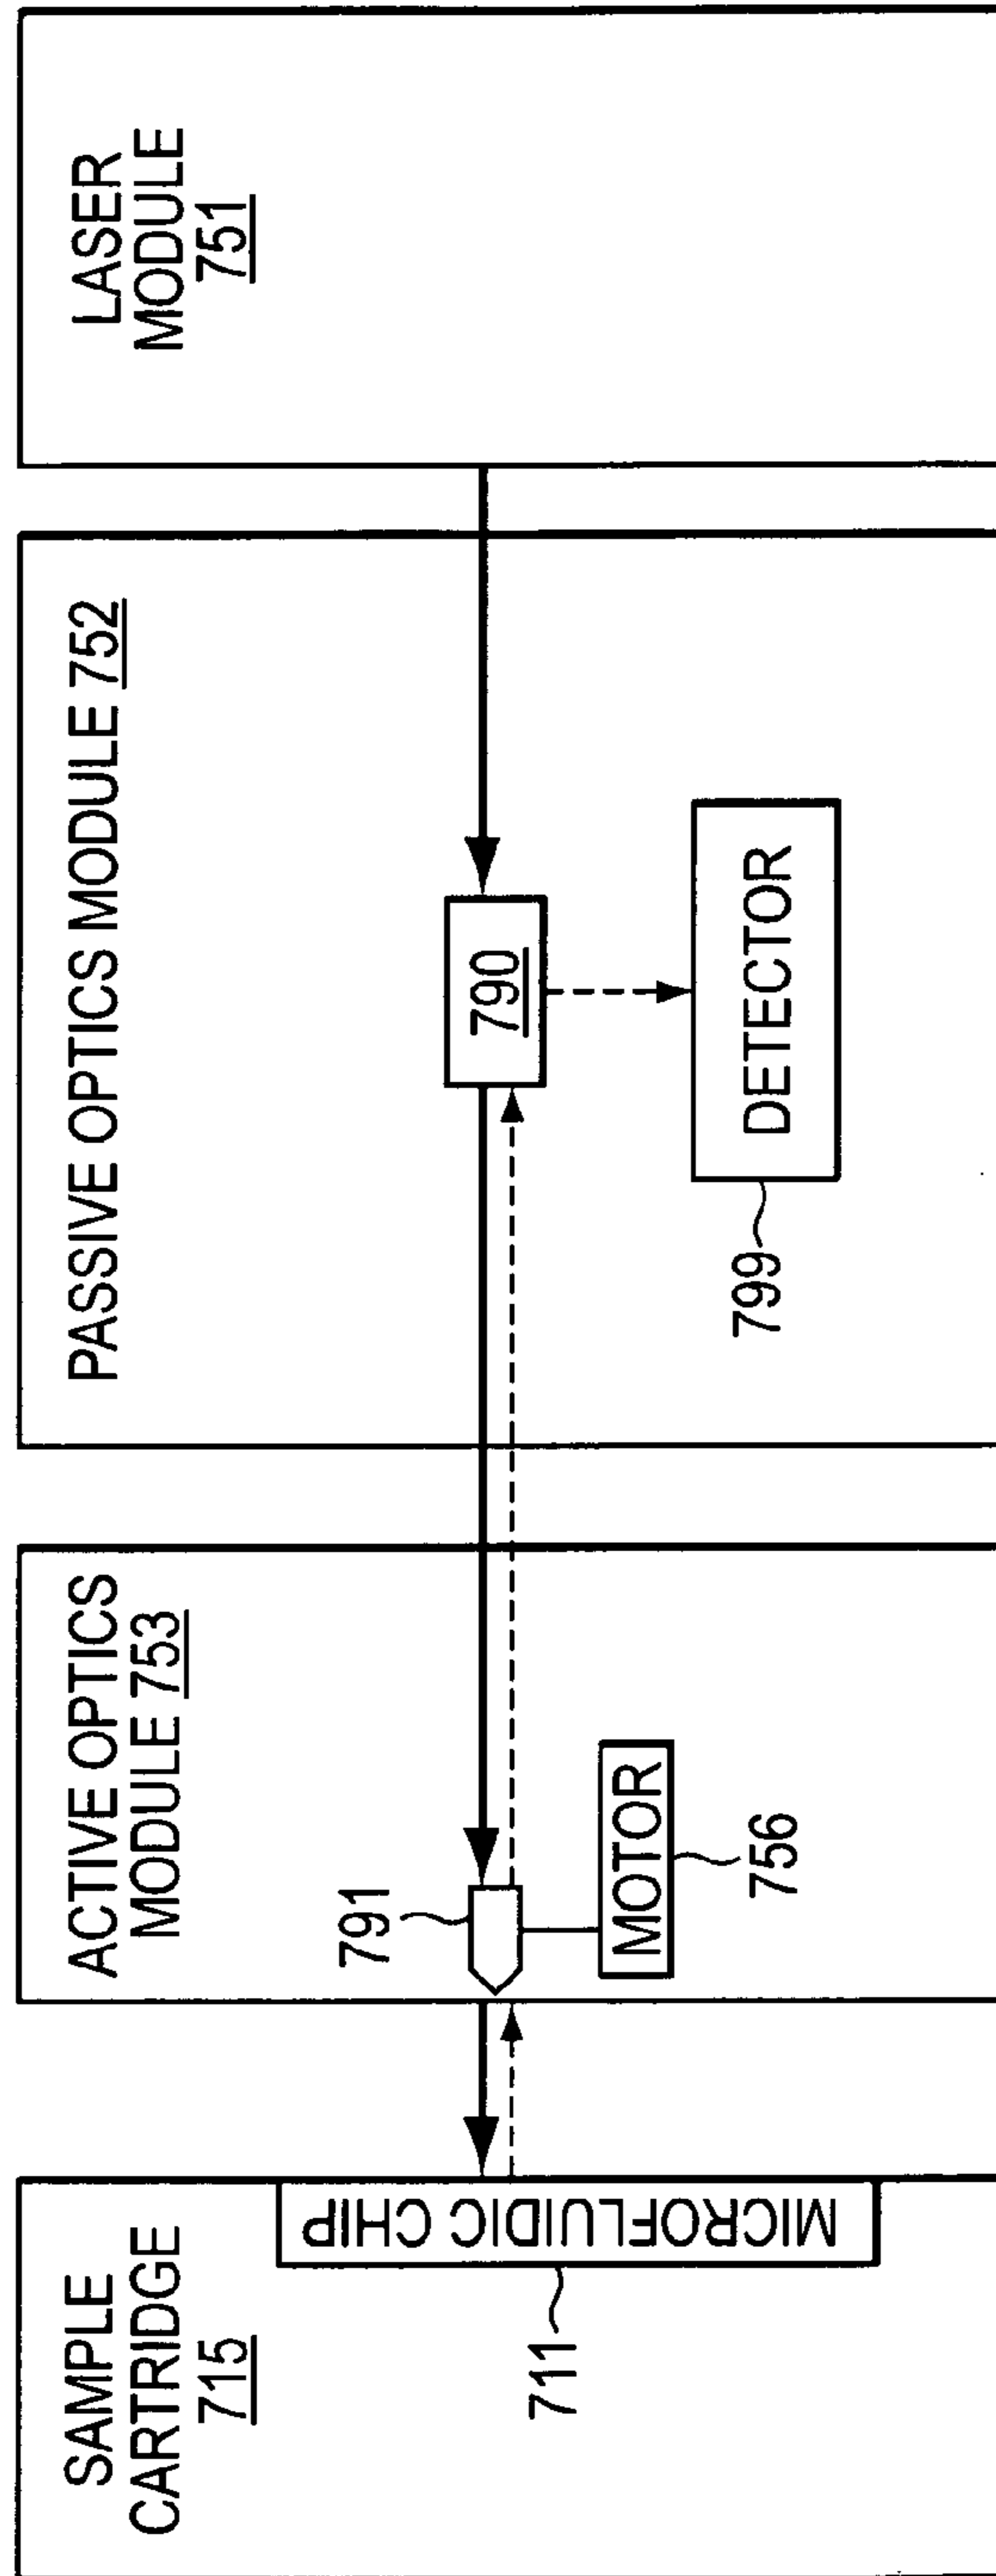 SAMPLE
CARTRIDGE
715
MICROFLUIDIC CHIP
711
ACTIVE OPTICS
MODULE 753
791
MOTOR
756
PASSIVE OPTICS MODULE 752
790
DETECTOR
799
LASER
MODULE
751